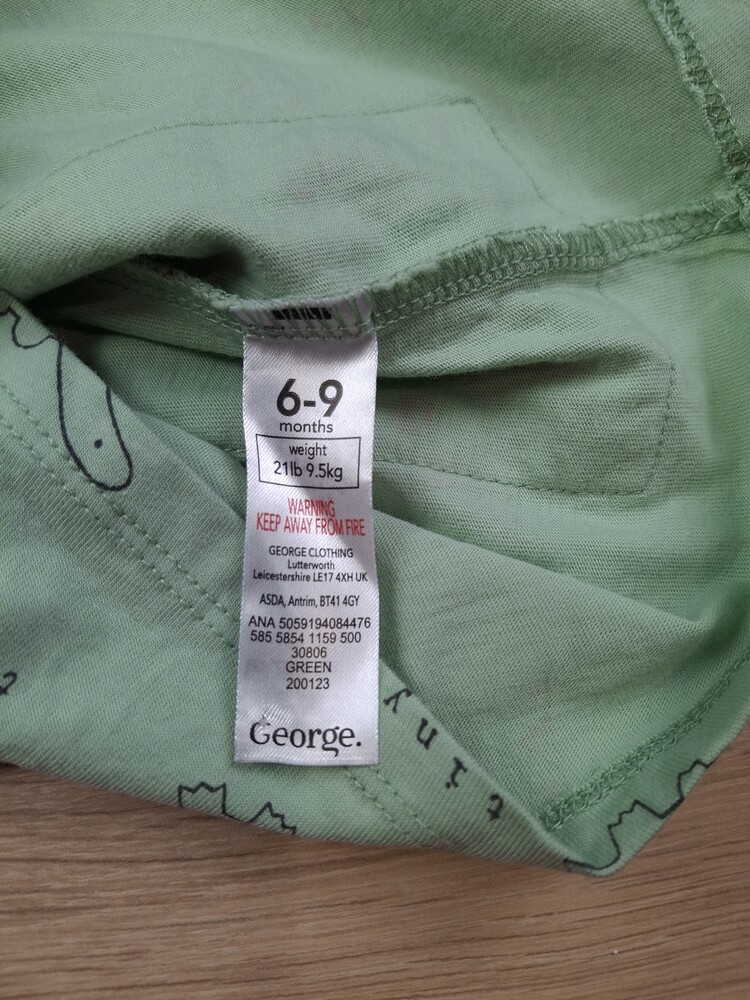 6-9
months
weight
21lb 9.5kg
WARNING
KEEP AWAY FROM FIRE
GEORGE CLOTHING
Lutterworth
Leicestershire LE17 4XH UK
ASDA, Antrim, BT41 4GY
ANA 5059194084476
585 5854 1159 500
30806
GREEN
200123
George.
tiny